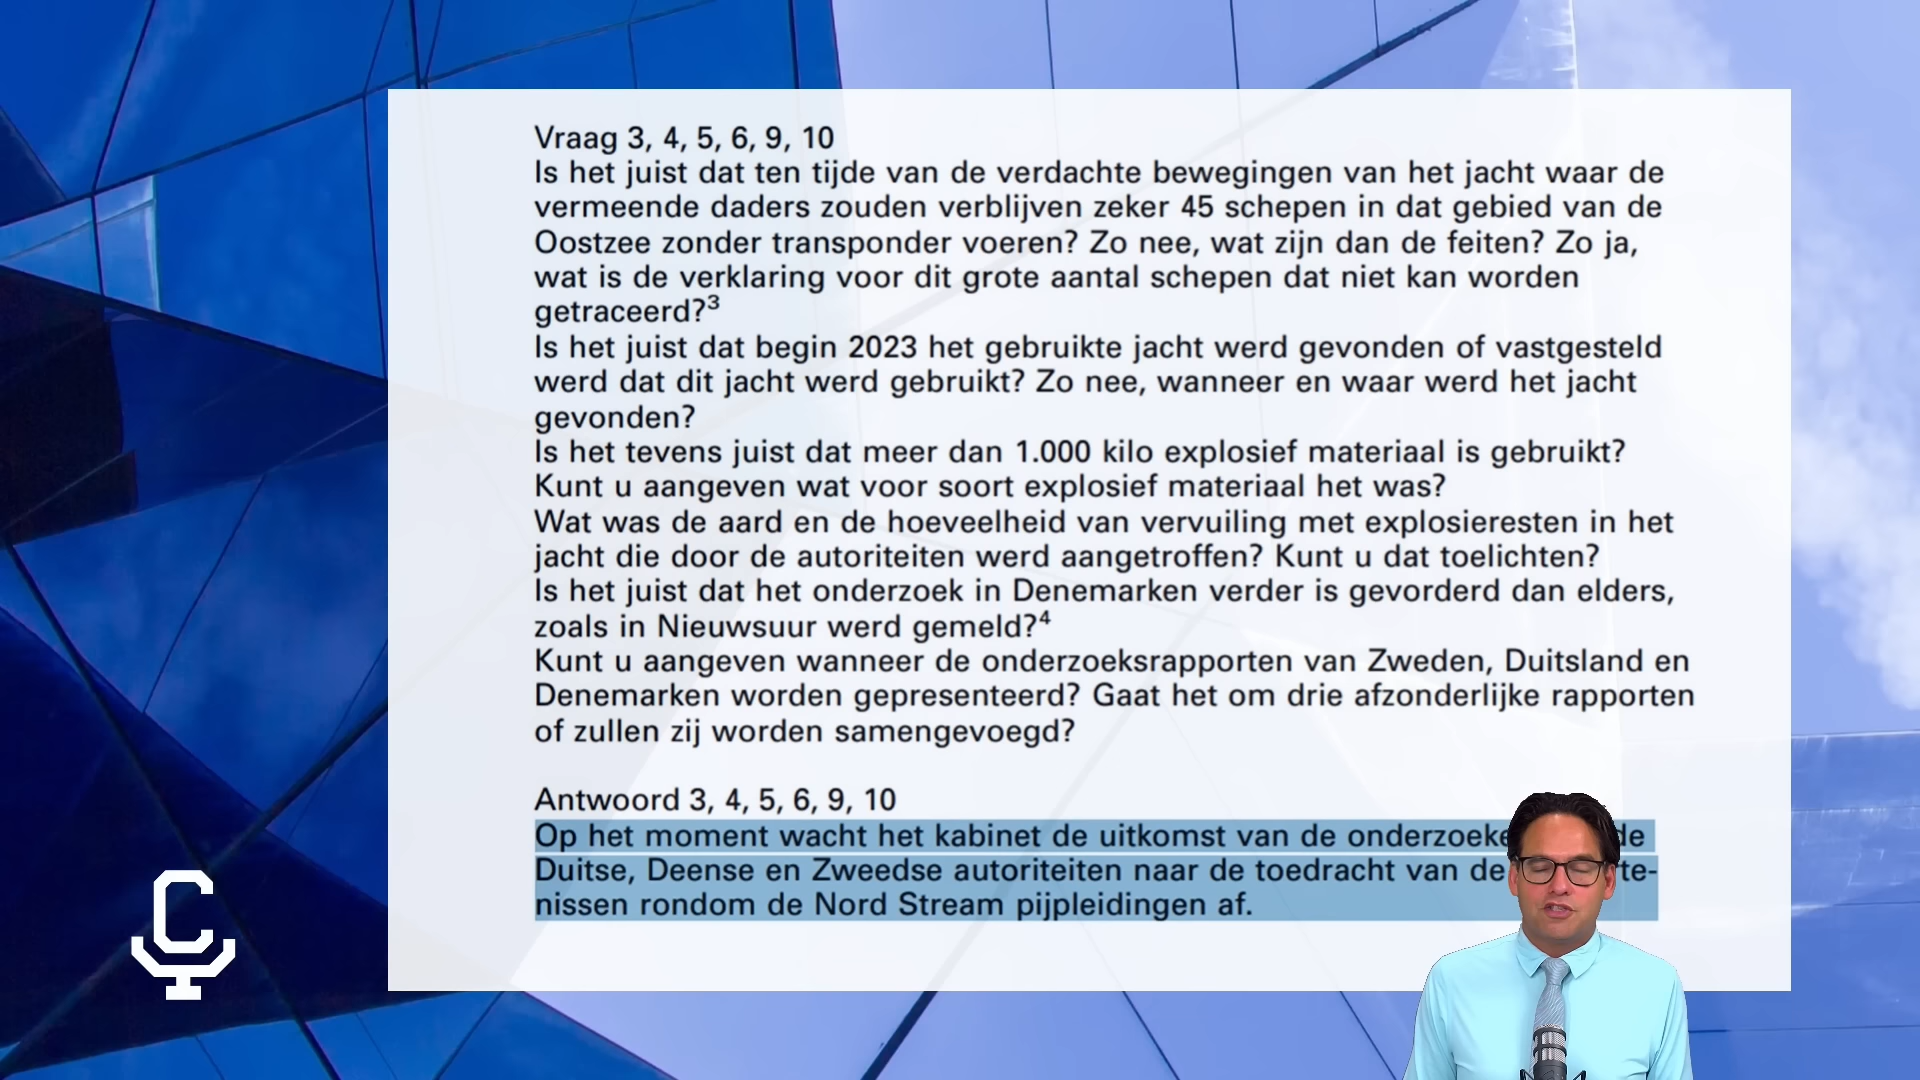 Vraag 3, 4, 5, 6, 9, 10
Is het juist dat ten tijde van de verdachte bewegingen van het jacht waar de
vermeende daders zouden verblijven zeker 45 schepen in dat gebied van de
Oostzee zonder transponder voeren? Zo nee, wat zijn dan de feiten? Zo ja,
wat is de verklaring voor dit grote aantal schepen dat niet kan worden
getraceerd?³
Is het juist dat begin 2023 het gebruikte jacht werd gevonden of vastgesteld
werd dat dit jacht werd gebruikt? Zo nee, wanneer en waar werd het jacht
gevonden?
Is het tevens juist dat meer dan 1.000 kilo explosief materiaal is gebruikt?
Kunt u aangeven wat voor soort explosief materiaal het was?
Wat was de aard en de hoeveelheid van vervuiling met explosieresten in het
jacht die door de autoriteiten werd aangetroffen? Kunt u dat toelichten?
Is het juist dat het onderzoek in Denemarken verder is gevorderd dan elders,
zoals in Nieuwsuur werd gemeld?⁴
Kunt u aangeven wanneer de onderzoeksrapporten van Zweden, Duitsland en
Denemarken worden gepresenteerd? Gaat het om drie afzonderlijke rapporten
of zullen zij worden samengevoegd?
Antwoord 3, 4, 5, 6, 9, 10
Op het moment wacht het kabinet de uitkomst van de de
Duitse, Deense en Zweedse autoriteiten naar de toedracht van de
nissen rondom de Nord Stream pijpleidingen af.